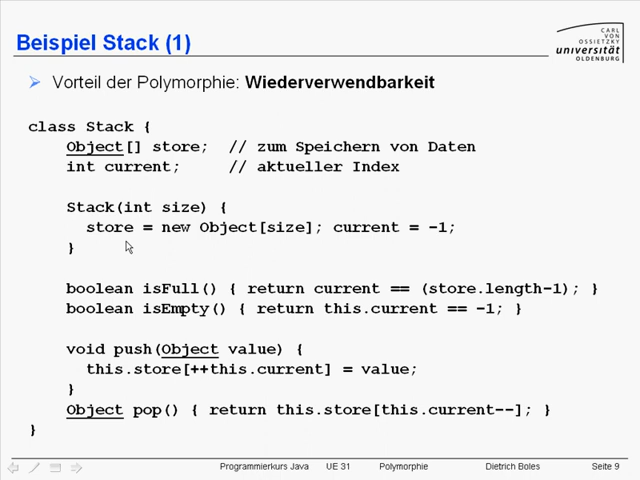 Beispiel Stack (1)
CARL
VON
OSSIETZKY
universität
OLDENBURG
Vorteil der Polymorphie: Wiederverwendbarkeit
class Stack {
Object[] store; // zum Speichern von Daten
int current; // aktueller Index
Stack(int size) {
store = new Object[size]; current = -1;
}
boolean isFull() { return current == (store.length-1); }
boolean isEmpty() { return this.current == -1; }
void push(Object value) {
this.store[++this.current] = value;
}
Object pop() { return this.store[this.current--]; }
}
Programmierkurs Java UE 31 Polymorphie Dietrich Boles Seite 9